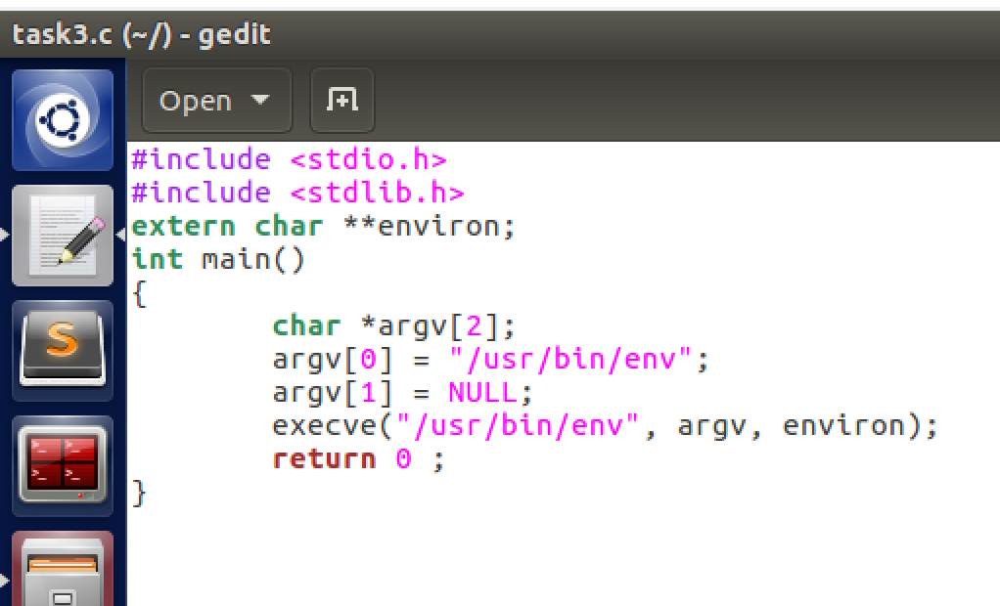 task3.c (~/) - gedit
Open
#include <stdio.h>
#include <stdlib.h>
extern char **environ;
int main()
{
        char *argv[2];
        argv[0] = "/usr/bin/env";
        argv[1] = NULL;
        execve("/usr/bin/env", argv, environ);
        return 0 ;
}